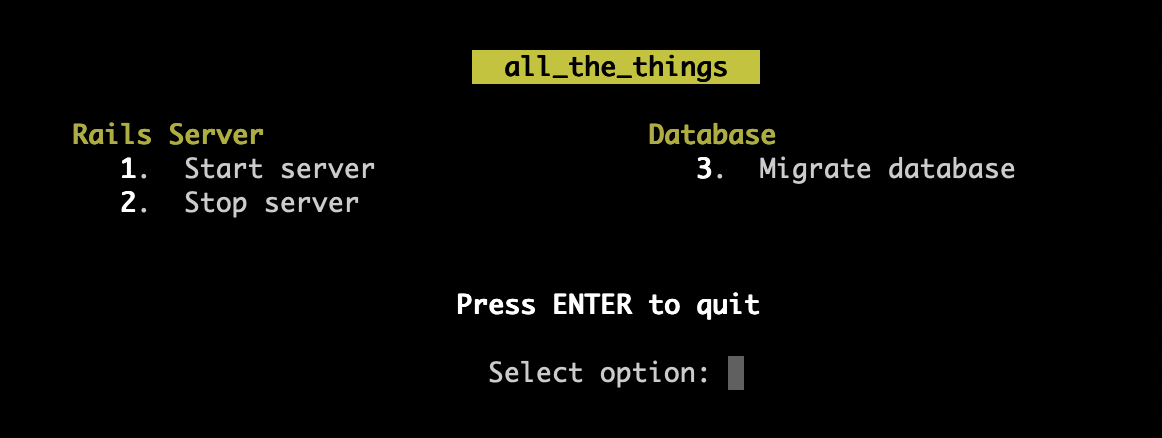 all_the_things
Rails Server
1. Start server
2. Stop server
Database
3. Migrate database
Press ENTER to quit
Select option: